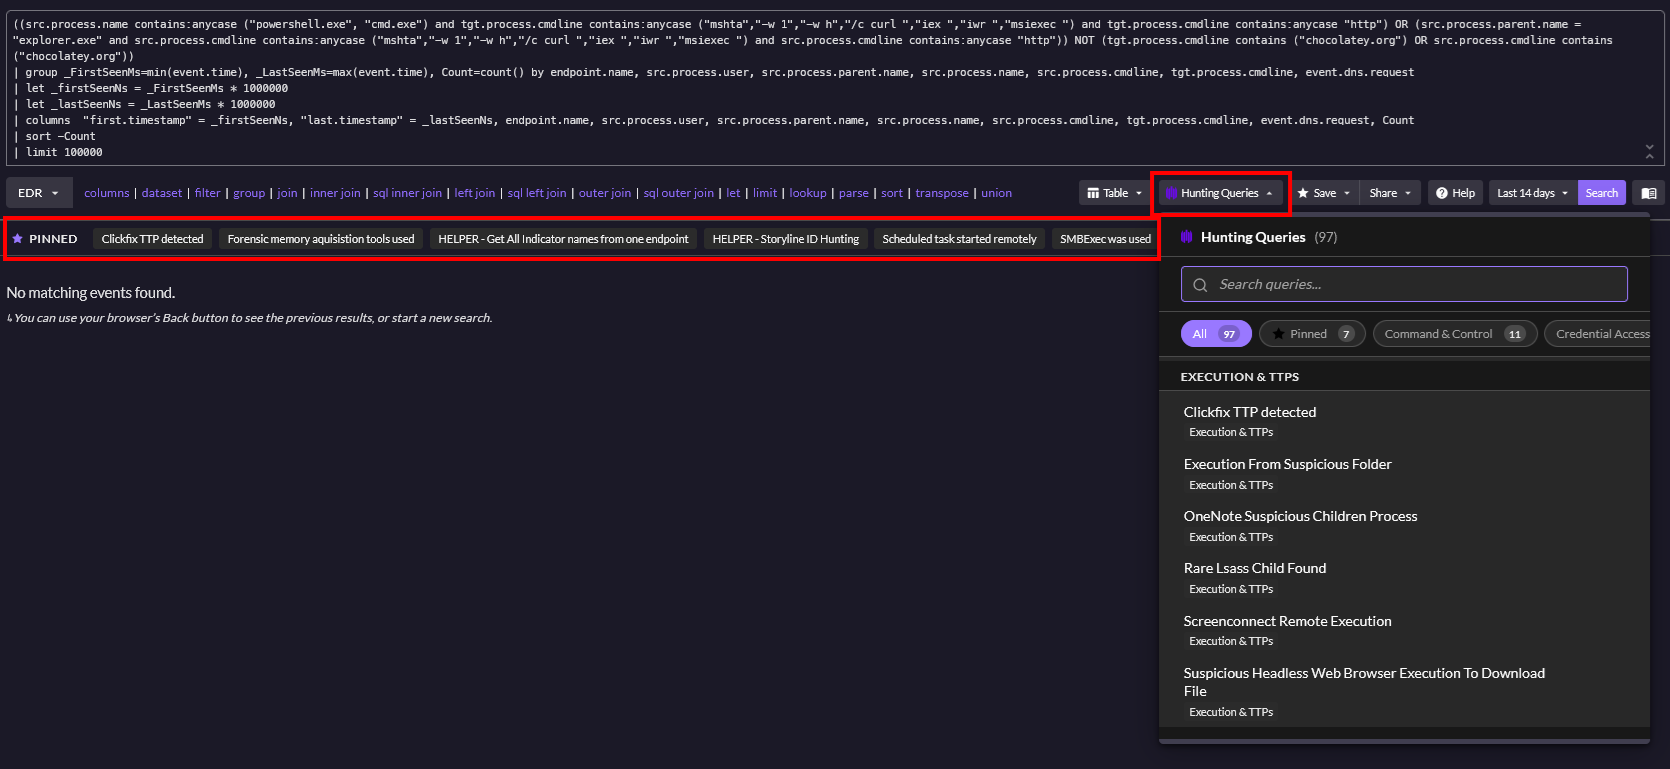 ((src.process.name contains:anycase ("powershell.exe", "cmd.exe") and tgt.process.cmdline contains:anycase ("mshta","-w 1","-w h","/c curl ","iex ","iwr ","msiexec ") and tgt.process.cmdline contains:anycase "http") OR (src.process.parent.name =
"explorer.exe" and src.process.cmdline contains:anycase ("mshta","-w 1","-w h","/c curl ","iex ","iwr ","msiexec ") and src.process.cmdline contains:anycase "http")) NOT (tgt.process.cmdline contains ("chocolatey.org") OR src.process.cmdline contains
("chocolatey.org"))
| group _FirstSeenMs=min(event.time), _LastSeenMs=max(event.time), Count=count() by endpoint.name, src.process.user, src.process.parent.name, src.process.name, src.process.cmdline, tgt.process.cmdline, event.dns.request
| let _firstSeenNs = _FirstSeenMs * 1000000
| let _lastSeenNs = _LastSeenMs * 1000000
| columns  "first.timestamp" = _firstSeenNs, "last.timestamp" = _lastSeenNs, endpoint.name, src.process.user, src.process.parent.name, src.process.name, src.process.cmdline, tgt.process.cmdline, event.dns.request, Count
| sort -Count
| limit 100000
EDR columns | dataset | filter | group | join | inner join | sql inner join | left join | sql left join | outer join | sql outer join | let | limit | lookup | parse | sort | transpose | union Table Hunting Queries Save Share Help Last 14 days Search
PINNED Clickfix TTP detected Forensic memory aquisistion tools used HELPER - Get All Indicator names from one endpoint HELPER - Storyline ID Hunting Scheduled task started remotely SMBExec was used
No matching events found.
↳You can use your browser's Back button to see the previous results, or start a new search.
Hunting Queries (97)
Search queries...
All 97 Pinned 7 Command & Control 11 Credential Access
EXECUTION & TTPS
Clickfix TTP detected
Execution & TTPs
Execution From Suspicious Folder
Execution & TTPs
OneNote Suspicious Children Process
Execution & TTPs
Rare Lsass Child Found
Execution & TTPs
Screenconnect Remote Execution
Execution & TTPs
Suspicious Headless Web Browser Execution To Download
File
Execution & TTPs